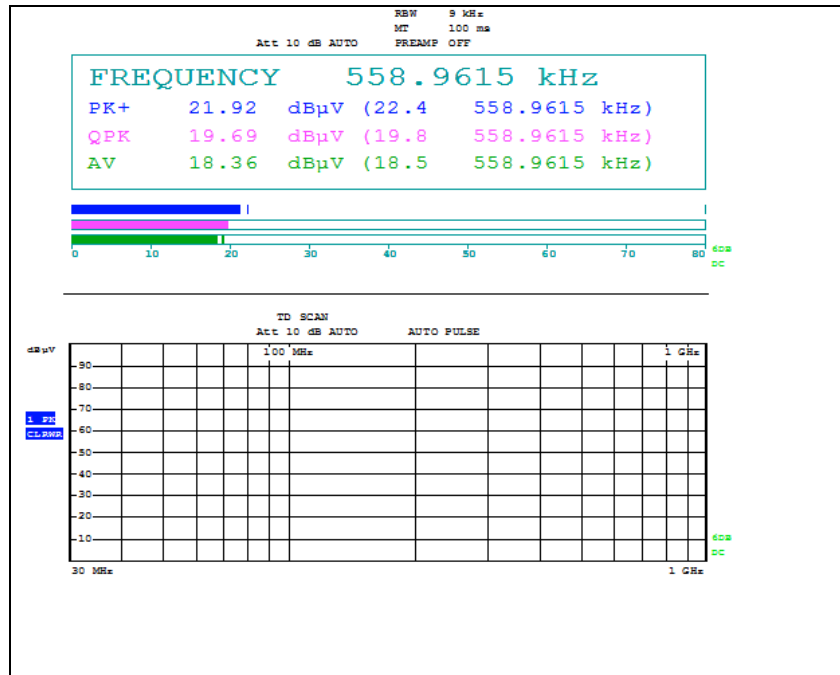 RBW 9 kHz
MT 100 ms
Att 10 dB AUTO PREAMP OFF
FREQUENCY 558.9615 kHz
PK+ 21.92 dBµV (22.4 558.9615 kHz)
QPK 19.69 dBµV (19.8 558.9615 kHz)
AV 18.36 dBµV (18.5 558.9615 kHz)
0 10 20 30 40 50 60 70 80
6DB
DC
TD SCAN
Att 10 dB AUTO AUTO PULSE
dBµV
100 MHz 1 GHz
90
80
70
1 PK
CLRWR
60
50
40
30
20
10
6DB
DC
30 MHz 1 GHz